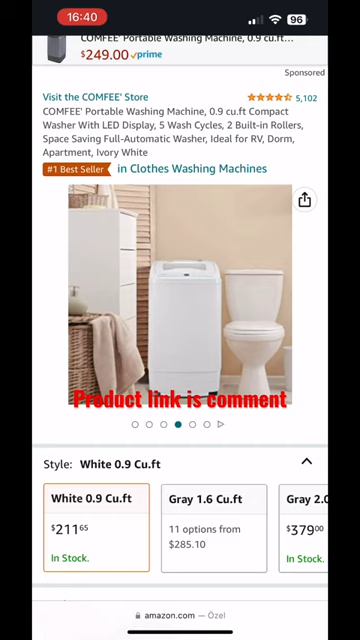 16:40
96
COMFEE' Portable Washing Machine, 0.9 cu.ft...
$249.00 prime
Sponsored
Visit the COMFEE' Store
5,102
COMFEE' Portable Washing Machine, 0.9 cu.ft Compact
Washer With LED Display, 5 Wash Cycles, 2 Built-in Rollers,
Space Saving Full-Automatic Washer, Ideal for RV, Dorm,
Apartment, Ivory White
#1 Best Seller in Clothes Washing Machines
Product link is comment
Style: White 0.9 Cu.ft
White 0.9 Cu.ft
$211 65
In Stock.
Gray 1.6 Cu.ft
11 options from
$285.10
Gray 2.0
$379 00
In Stock.
amazon.com — Özel